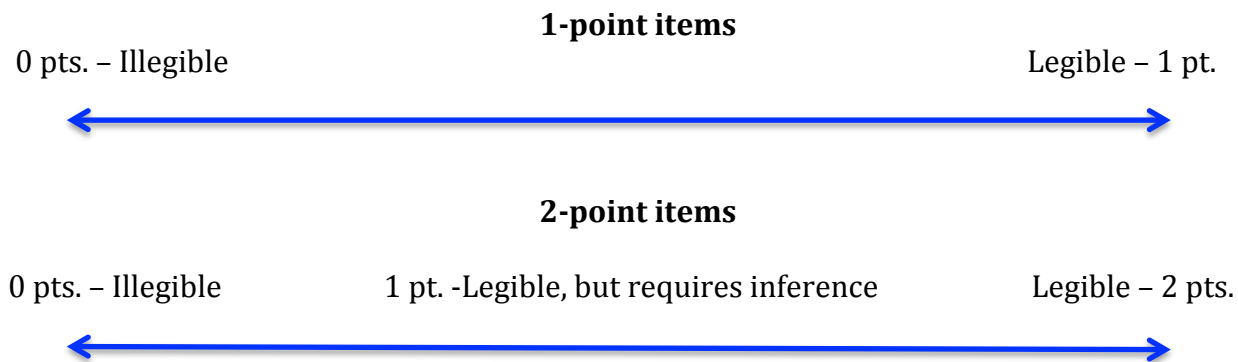 1-point items
0 pts. – Illegible Legible – 1 pt.
2-point items
0 pts. – Illegible 1 pt. -Legible, but requires inference Legible – 2 pts.